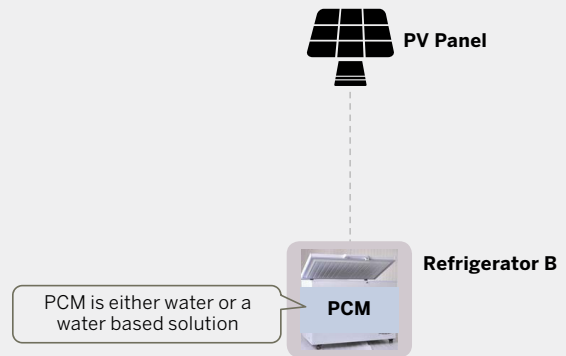 PV Panel
Refrigerator B
PCM is either water or a
water based solution
PCM